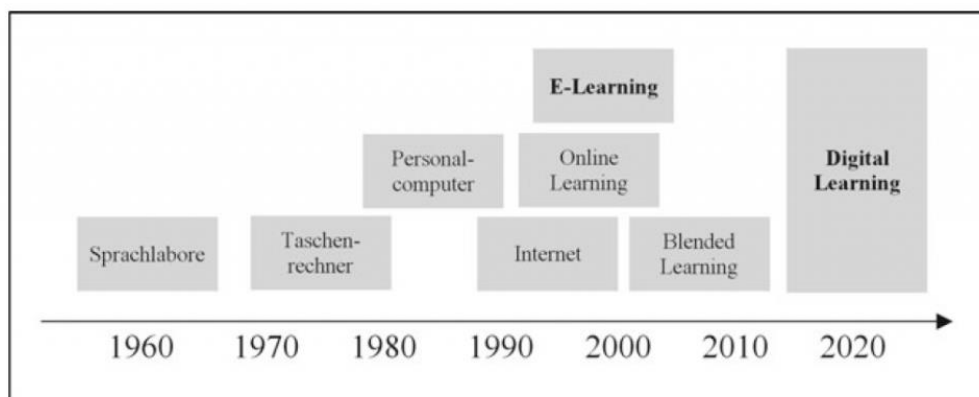 E-Learning
Personal-
computer
Online
Learning
Digital
Learning
Sprachlabore
Taschen-
rechner
Internet
Blended
Learning
1960 1970 1980 1990 2000 2010 2020